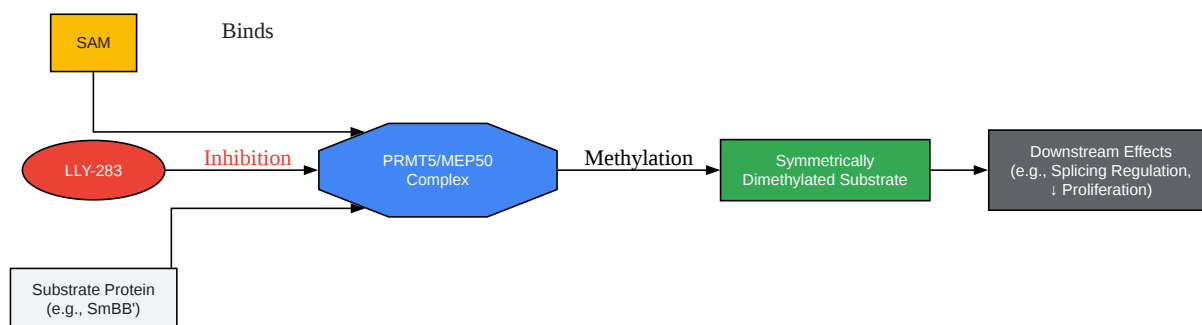 SAM
Binds
LLY-283
Inhibition
PRMT5/MEP50
Complex
Methylation
Symmetrically
Dimethylated Substrate
Downstream Effects
(e.g., Splicing Regulation,
↓ Proliferation)
Substrate Protein
(e.g., SmBB')